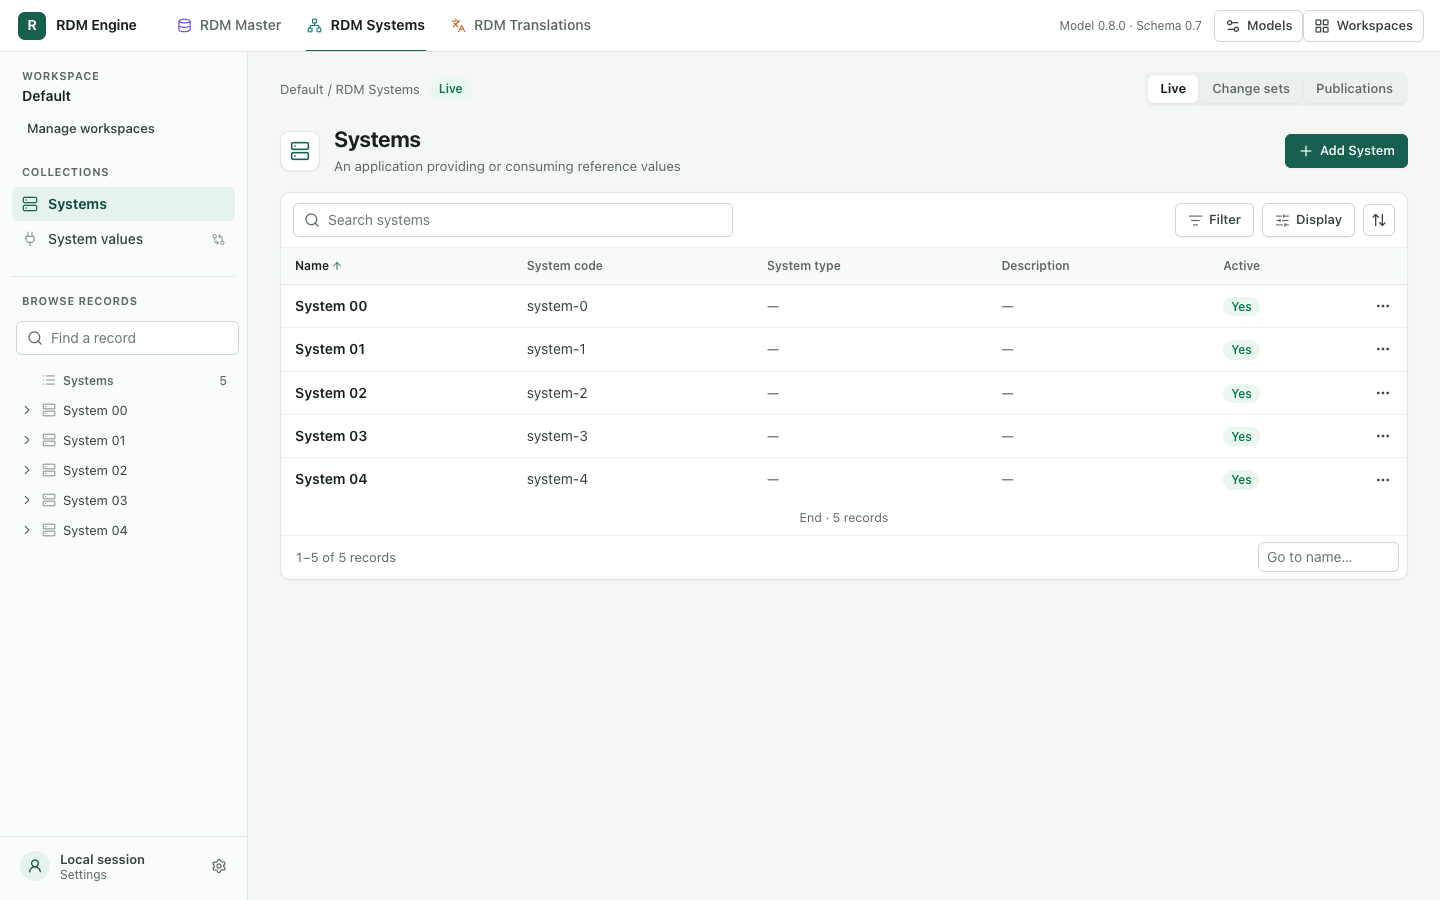 R RDM Engine RDM Master RDM Systems RDM Translations Model 0.8.0 · Schema 0.7 Models Workspaces
WORKSPACE
Default
Manage workspaces
COLLECTIONS
Systems
System values
BROWSE RECORDS
Find a record
Systems 5
System 00
System 01
System 02
System 03
System 04
Local session
Settings
Default / RDM Systems Live Live Change sets Publications
Systems
An application providing or consuming reference values
Add System
Search systems Filter Display
Name System code System type Description Active
System 00 system-0 — — Yes
System 01 system-1 — — Yes
System 02 system-2 — — Yes
System 03 system-3 — — Yes
System 04 system-4 — — Yes
End · 5 records
1–5 of 5 records Go to name...